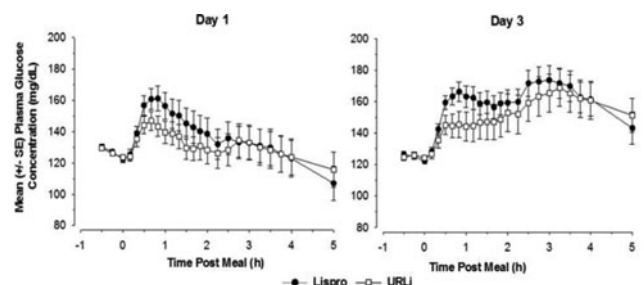 Day 1
Day 3
Mean (+/- SE) Plasma Glucose
Concentration (mg/dL)
200
180
160
140
120
100
80
-1 0 1 2 3 4 5
Time Post Meal (h)
200
180
160
140
120
100
80
-1 0 1 2 3 4 5
Time Post Meal (h)
Lispro URLi